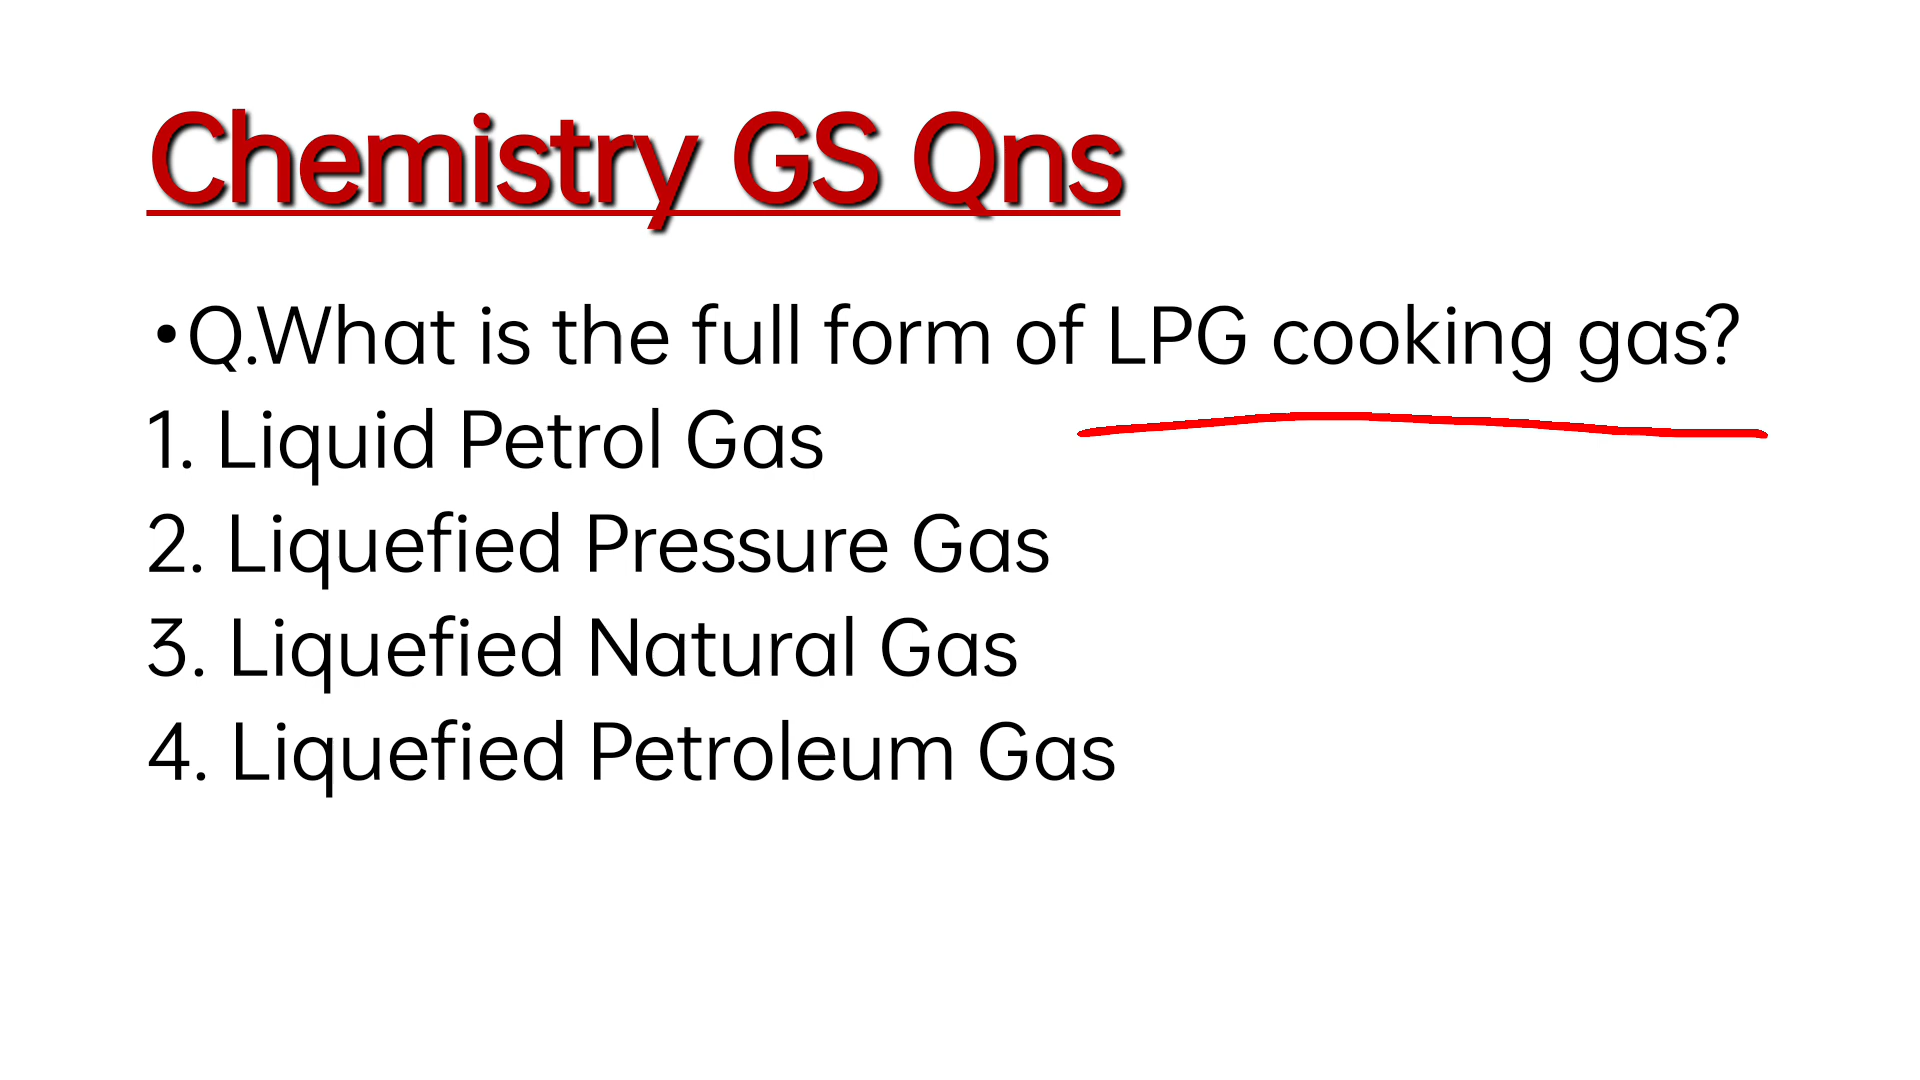 Chemistry GS Qns
•Q.What is the full form of LPG cooking gas?
1. Liquid Petrol Gas
2. Liquefied Pressure Gas
3. Liquefied Natural Gas
4. Liquefied Petroleum Gas